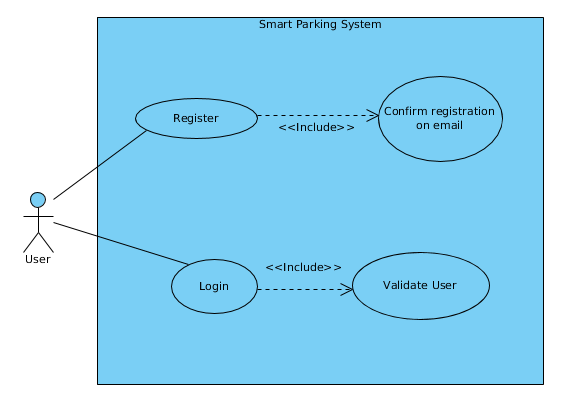 Smart Parking System
Register
<<Include>>
Confirm registration
on email
User
Login
<<Include>>
Validate User